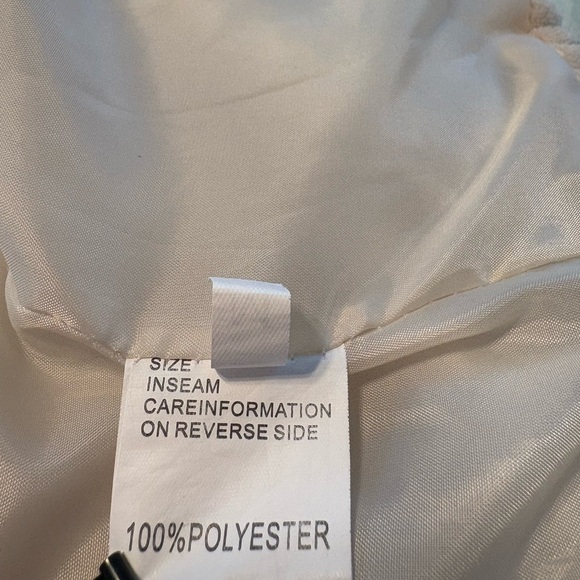 SIZE
INSEAM
CAREINFORMATION
ON REVERSE SIDE
100%POLYESTER